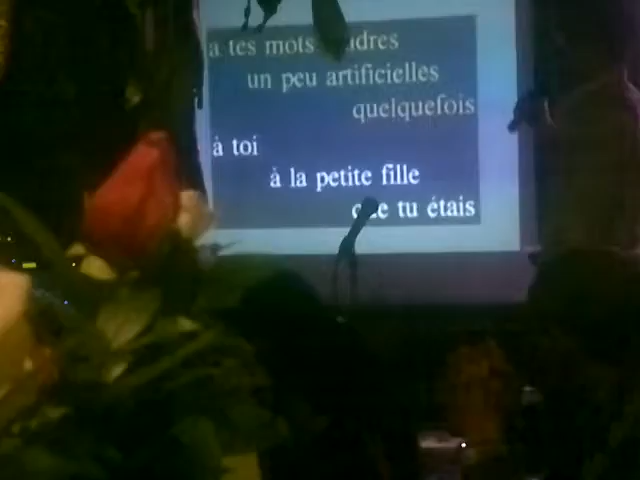 a tes mots
un peu artificielles
quelquefois
à toi
à la petite fille
tu étais